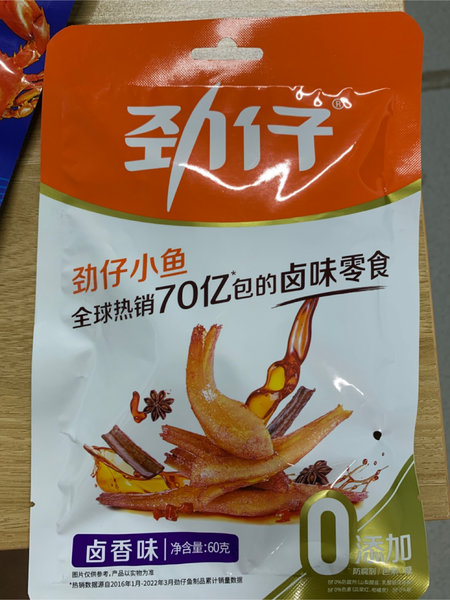 劲仔®
劲仔小鱼
全球热销70亿*包的卤味零食
卤香味 净含量:60克
图片仅供参考,产品以实物为准
*热销数据源自2016年1月-2022年3月劲仔鱼制品累计销量数据
0添加
防腐剂